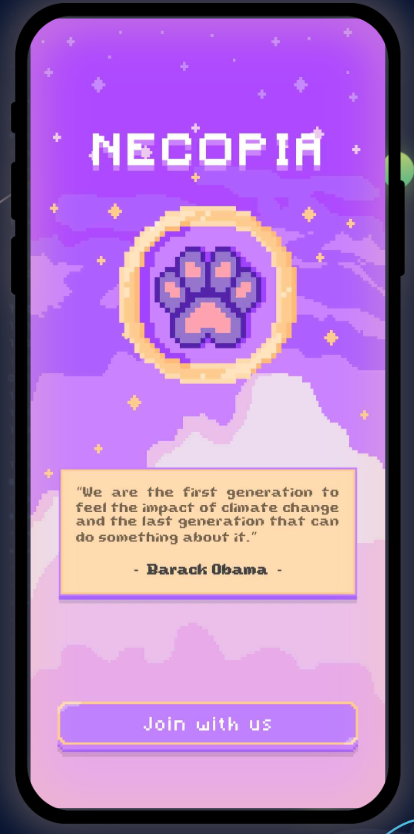 NECOPIA
"We are the first generation to
feel the impact of climate change
and the last generation that can
do something about it."
- Barack Obama -
Join with us